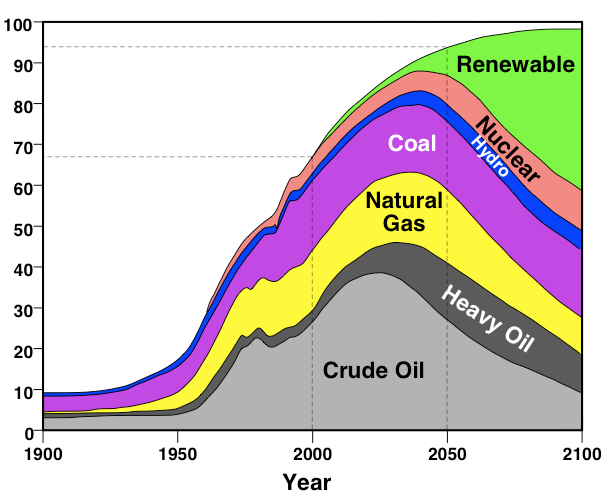 100
90
80
70
60
50
40
30
20
10
0
Renewable
Nuclear
Hydro
Coal
Natural
Gas
Heavy Oil
Crude Oil
1900
1950
2000
2050
2100
Year